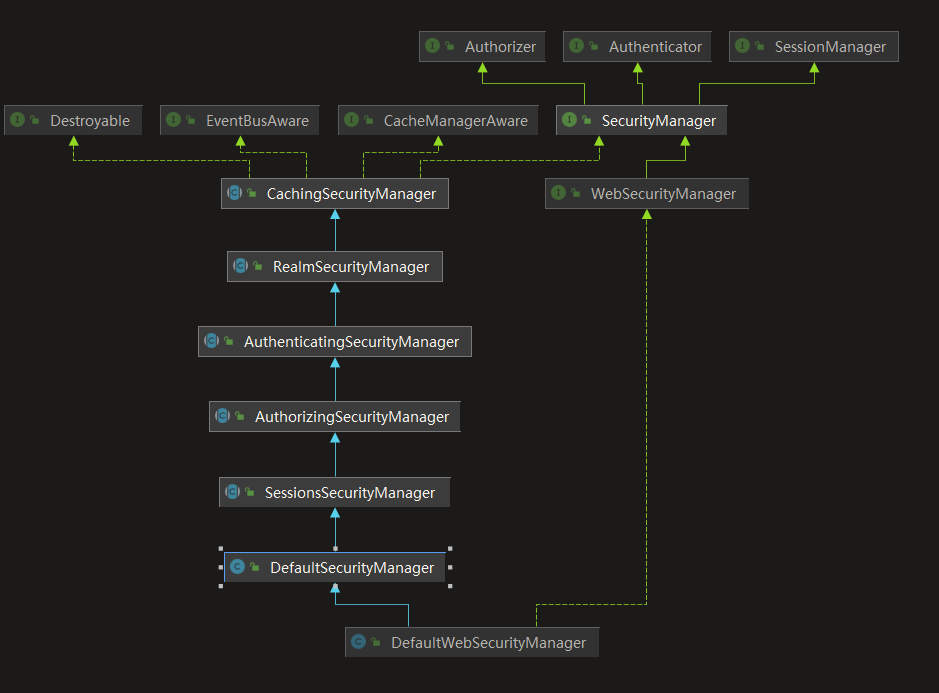 Authorizer
Authenticator
SessionManager
Destroyable
EventBusAware
CacheManagerAware
SecurityManager
CachingSecurityManager
WebSecurityManager
RealmSecurityManager
AuthenticatingSecurityManager
AuthorizingSecurityManager
SessionsSecurityManager
DefaultSecurityManager
DefaultWebSecurityManager